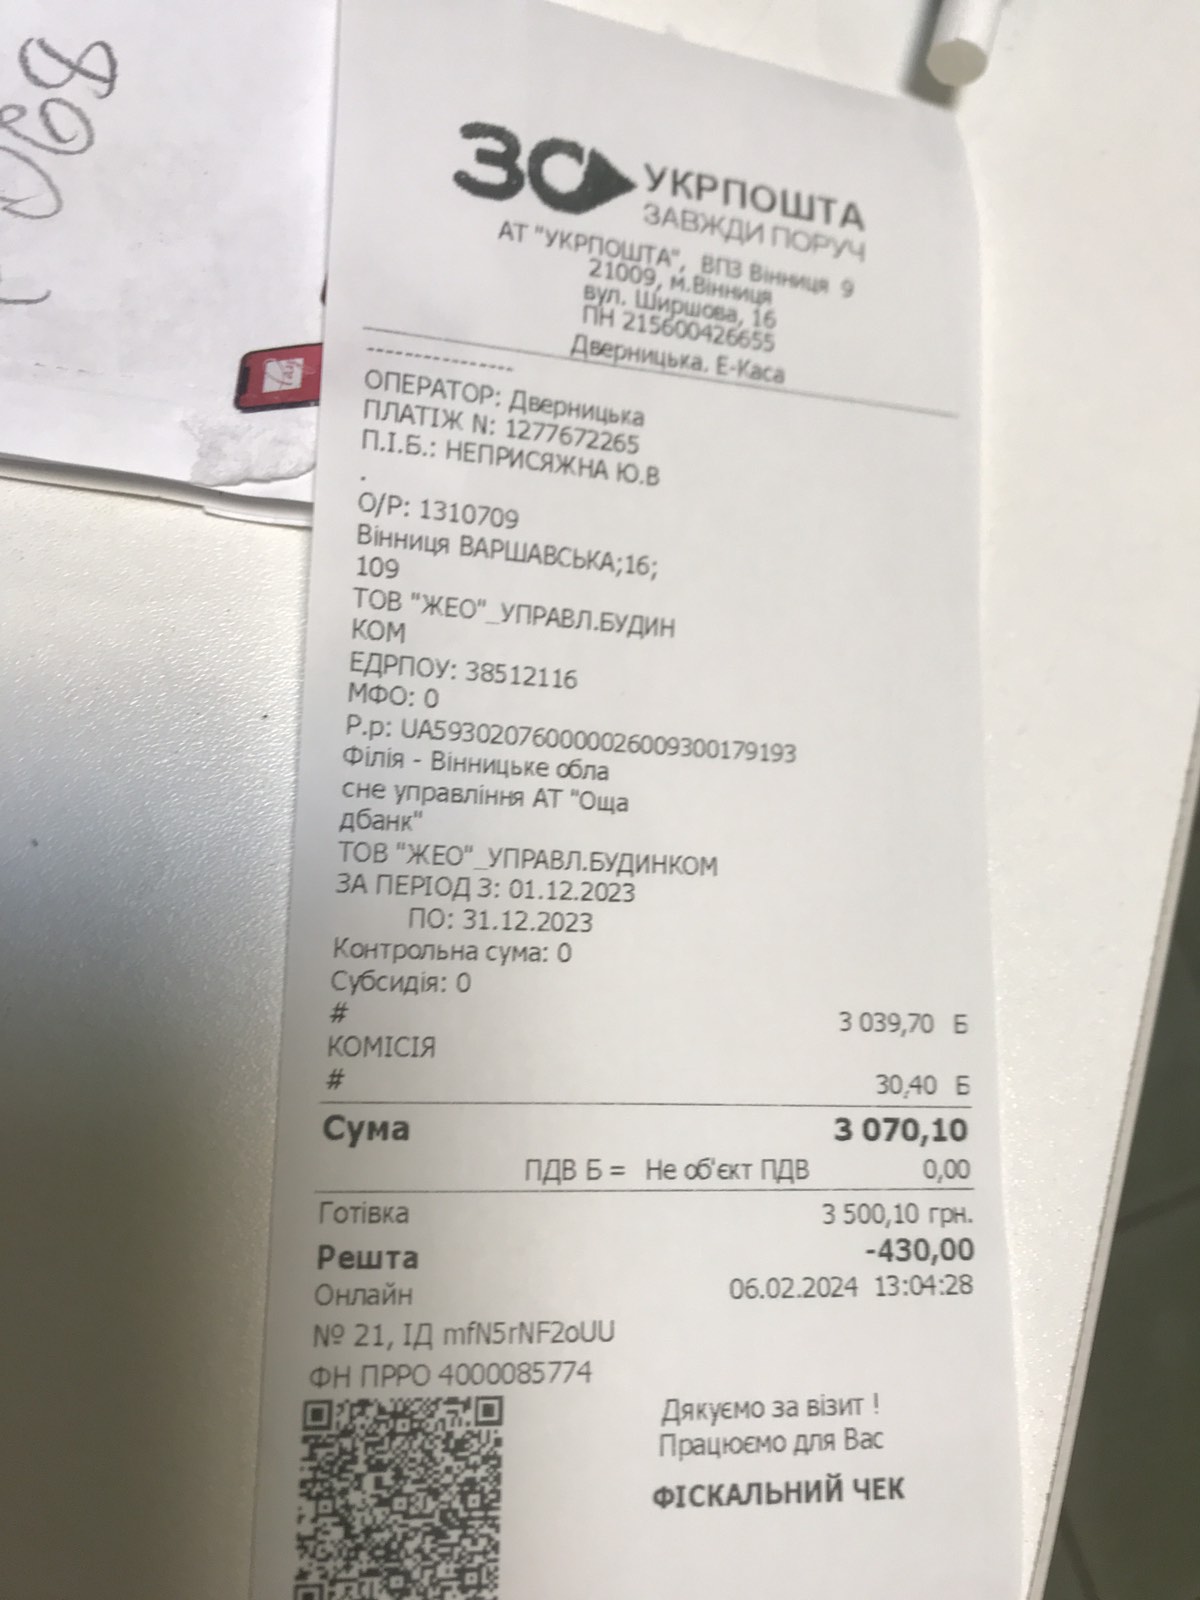 068
УКРПОШТА
ЗАВЖДИ ПОРУЧ
АТ "УКРПОШТА", ВПЗ Вінниця 9
21009, м.Вінниця
вул. Ширшова, 16
ПН 215600426655
Дверницька. Е-Каса
----------------
ОПЕРАТОР: Дверницька
ПЛАТІЖ N: 1277672265
П.І.Б.: НЕПРИСЯЖНА Ю.В
.
О/Р: 1310709
Вінниця ВАРШАВСЬКА;16;
109
ТОВ "ЖЕО"_УПРАВЛ.БУДИН
КОМ
ЕДРПОУ: 38512116
МФО: 0
Р.р: UA593020760000026009300179193
Філія - Вінницьке обла
сне управління АТ "Оща
дбанк"
ТОВ "ЖЕО"_УПРАВЛ.БУДИНКОМ
ЗА ПЕРІОД З: 01.12.2023
ПО: 31.12.2023
Контрольна сума: 0
Субсидія: 0
# 3 039,70 Б
КОМІСІЯ
# 30,40 Б
Сума 3 070,10
ПДВ Б = Не об'єкт ПДВ 0,00
Готівка 3 500,10 грн.
Решта -430,00
Онлайн 06.02.2024 13:04:28
№ 21, ІД mfN5rNF2oUU
ФН ПРРО 4000085774
Дякуємо за візит !
Працюємо для Вас
ФІСКАЛЬНИЙ ЧЕК